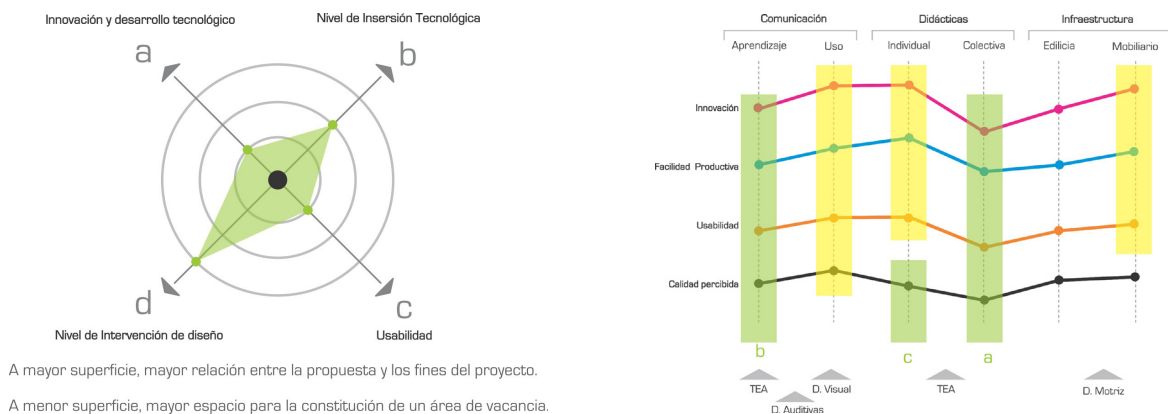 Innovación y desarrollo tecnológico
Nivel de Insersión Tecnológica
a
b
d
c
Nivel de Intervención de diseño
Usabilidad
A mayor superficie, mayor relación entre la propuesta y los fines del proyecto.
A menor superficie, mayor espacio para la constitución de un área de vacancia.
Comunicación
Didácticas
Infraestructura
Aprendizaje
Uso
Individual
Colectiva
Edilicia
Mobiliario
Innovación
Facilidad Productiva
Usabilidad
Calidad percibida
b
c
a
TEA
D. Visual
TEA
D. Motriz
D. Auditivas